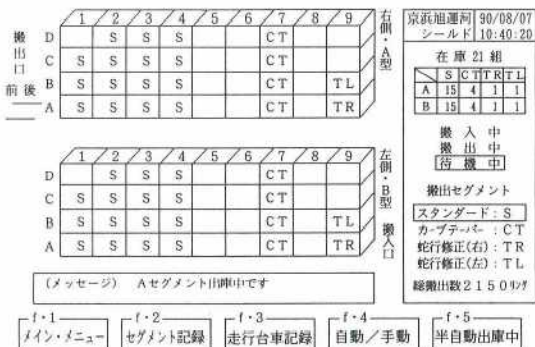 1 2 3 4 5 6 7 8 9
搬出口
前後
D S S S CT
C S S S S CT
B S S S S CT TL
A S S S S CT TR
右側・A型
1 2 3 4 5 6 7 8 9
D S S S CT
C S S S S CT
B S S S S CT TL
A S S S S CT TR
左側・B型
搬入口
(メッセージ) Aセグメント出庫中です
京浜旭運河 90/08/07
シールド 10:40:20
在庫21組
S CT TR TL
A 15 4 1 1
B 15 4 1 1
搬入中
搬出中
待機中
搬出セグメント
スタンダード:S
カーブテーパー:CT
蛇行修正(右):TR
蛇行修正(左):TL
総搬出数2150リング
f・1 f・2 f・3 f・4 f・5
メイン・メニュー セグメント記録 走行台車記録 自動/手動 半自動出庫中